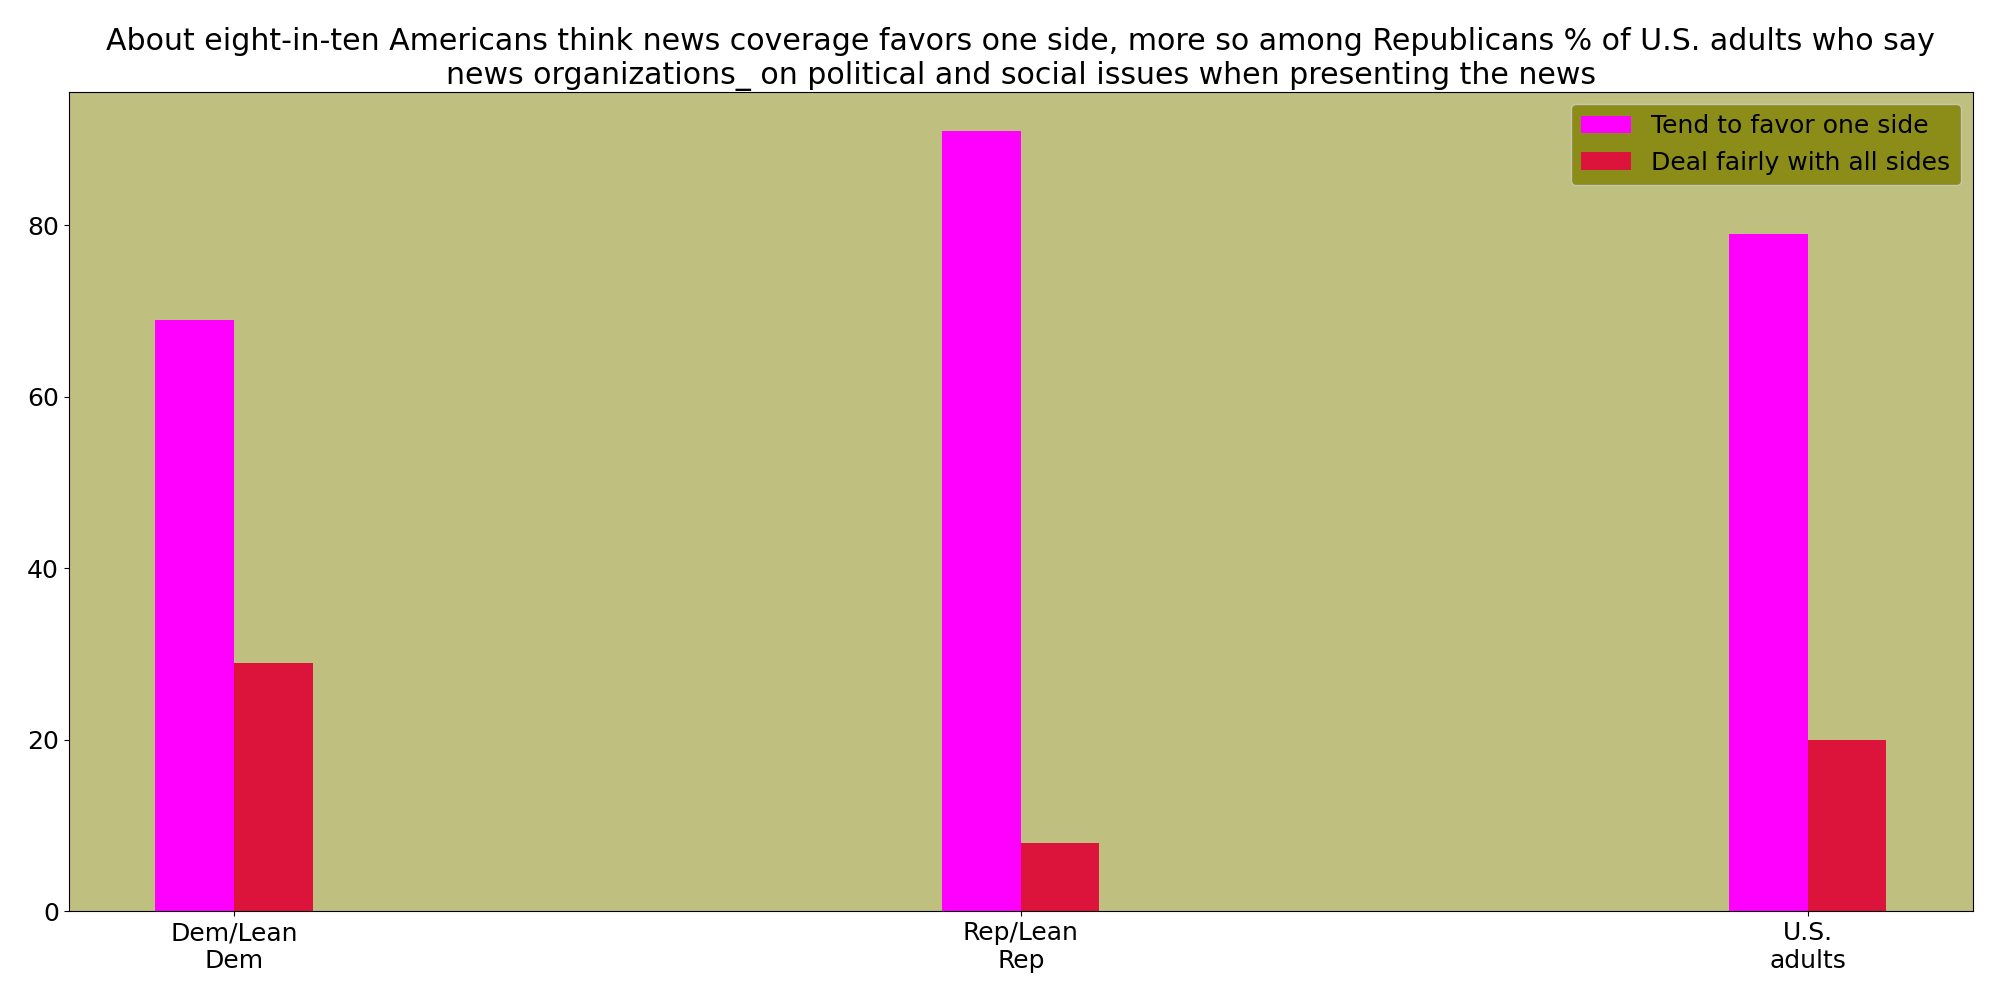 About eight-in-ten Americans think news coverage favors one side, more so among Republicans % of U.S. adults who say
news organizations_ on political and social issues when presenting the news
Tend to favor one side
Deal fairly with all sides
80
60
40
20
0
Dem/Lean
Dem
Rep/Lean
Rep
U.S.
adults